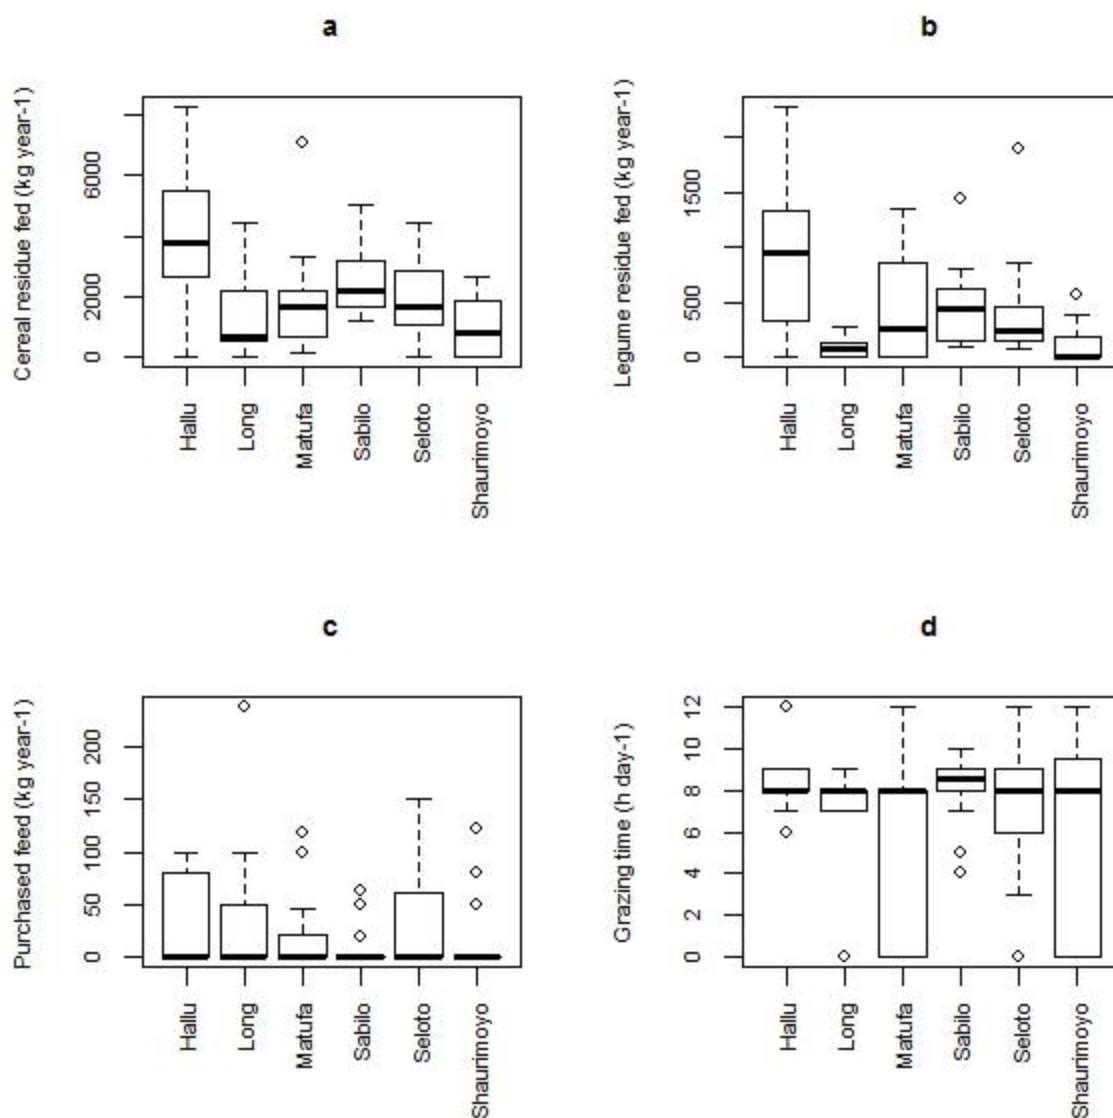 a
Cereal residue fed (kg year-1)
6000
2000
0
Hallu
Long
Matufa
Sabilo
Seloto
Shaurimoyo
b
Legume residue fed (kg year-1)
1500
500
0
Hallu
Long
Matufa
Sabilo
Seloto
Shaurimoyo
c
Purchased feed (kg year-1)
200
150
100
50
0
Hallu
Long
Matufa
Sabilo
Seloto
Shaurimoyo
d
Grazing time (h day-1)
12
10
8
6
4
2
0
Hallu
Long
Matufa
Sabilo
Seloto
Shaurimoyo